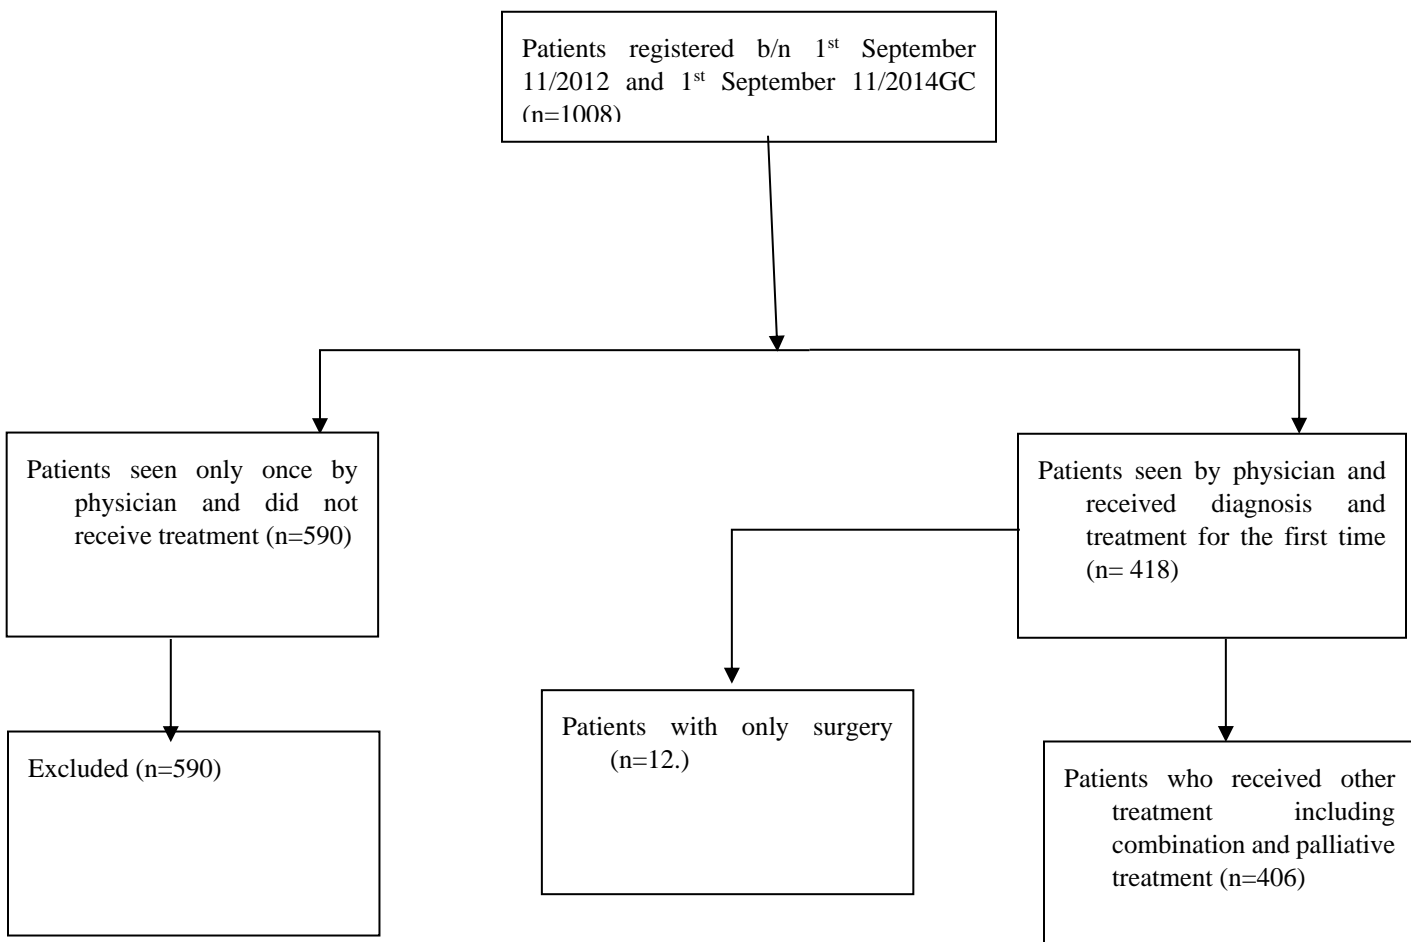 Patients registered b/n 1st September
11/2012 and 1st September 11/2014GC
(n=1008)
Patients seen only once by
physician and did not
receive treatment (n=590)
Patients seen by physician and
received diagnosis and
treatment for the first time
(n= 418)
Excluded (n=590)
Patients with only surgery
(n=12.)
Patients who received other
treatment including
combination and palliative
treatment (n=406)